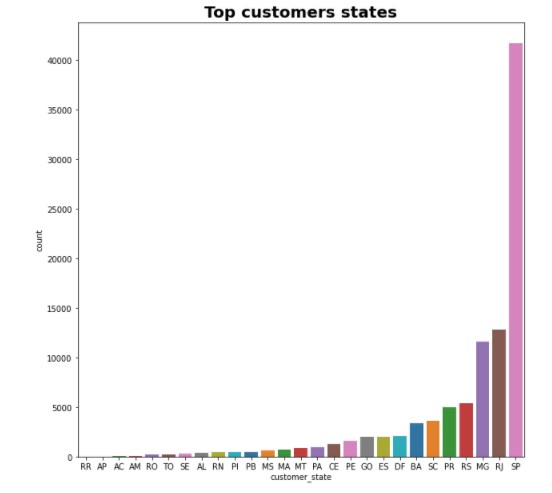 Top customers states
40000
35000
30000
25000
20000
15000
10000
5000
0
count
RR AP AC AM RO TO SE AL RN PI PB MS MA MT PA CE PE GO ES DF BA SC PR RS MG RJ SP
customer_state